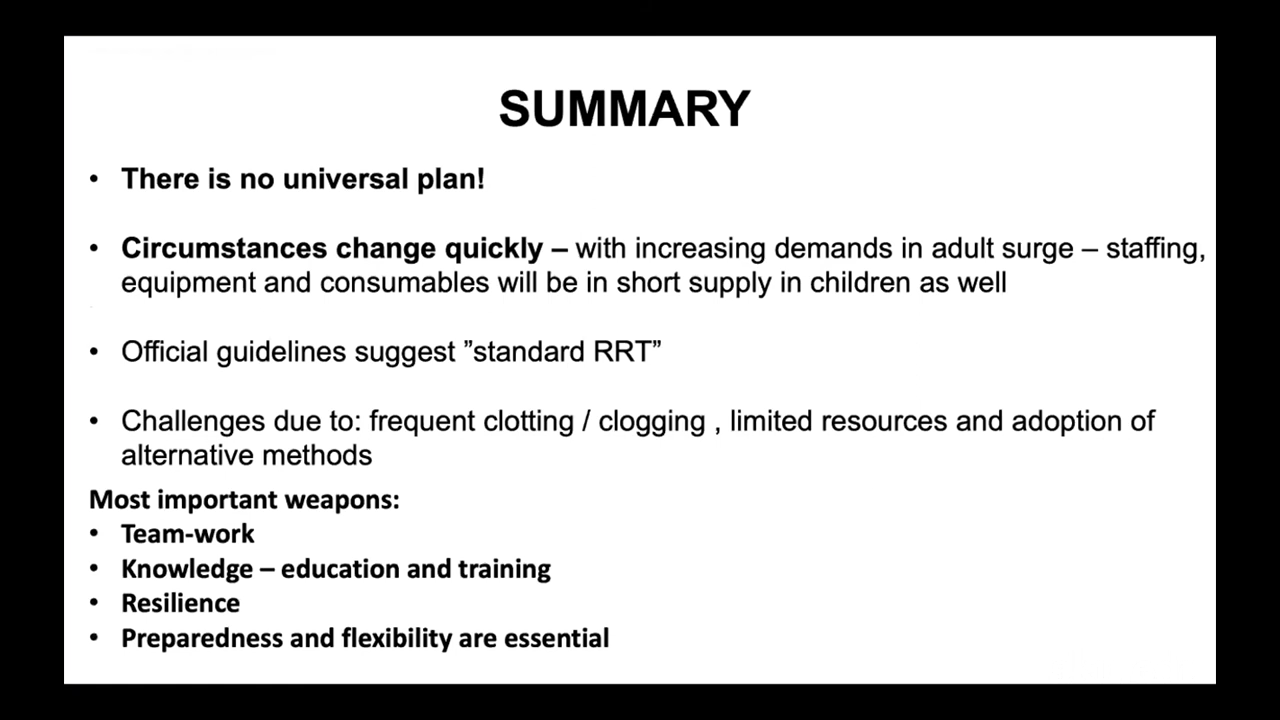 SUMMARY
• There is no universal plan!
• Circumstances change quickly – with increasing demands in adult surge – staffing,
equipment and consumables will be in short supply in children as well
• Official guidelines suggest ”standard RRT”
• Challenges due to: frequent clotting / clogging , limited resources and adoption of
alternative methods
Most important weapons:
• Team-work
• Knowledge – education and training
• Resilience
• Preparedness and flexibility are essential